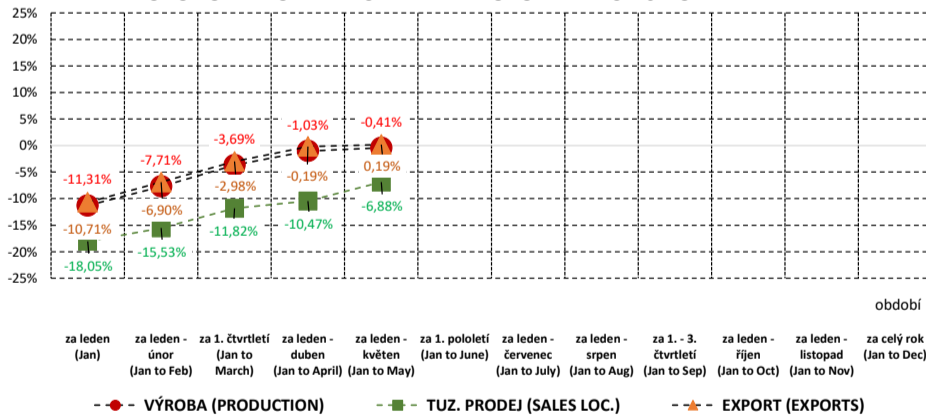 25%
20%
15%
10%
5%
0%
-5%
-10%
-15%
-20%
-25%
-11,31%
-7,71%
-3,69%
-1,03%
-0,41%
-10,71%
-6,90%
-2,98%
-0,19%
0,19%
-18,05%
-15,53%
-11,82%
-10,47%
-6,88%
období
za leden
(Jan)
za leden -
únor
(Jan to Feb)
za 1. čtvrtletí
(Jan to
March)
za leden -
duben
(Jan to April)
za leden -
květen
(Jan to May)
za 1. pololetí
(Jan to June)
za leden -
červenec
(Jan to July)
za leden -
srpen
(Jan to Aug)
za 1. - 3.
čtvrtletí
(Jan to Sep)
za leden -
říjen
(Jan to Oct)
za leden -
listopad
(Jan to Nov)
za celý rok
(Jan to Dec)
VÝROBA (PRODUCTION)
TUZ. PRODEJ (SALES LOC.)
EXPORT (EXPORTS)